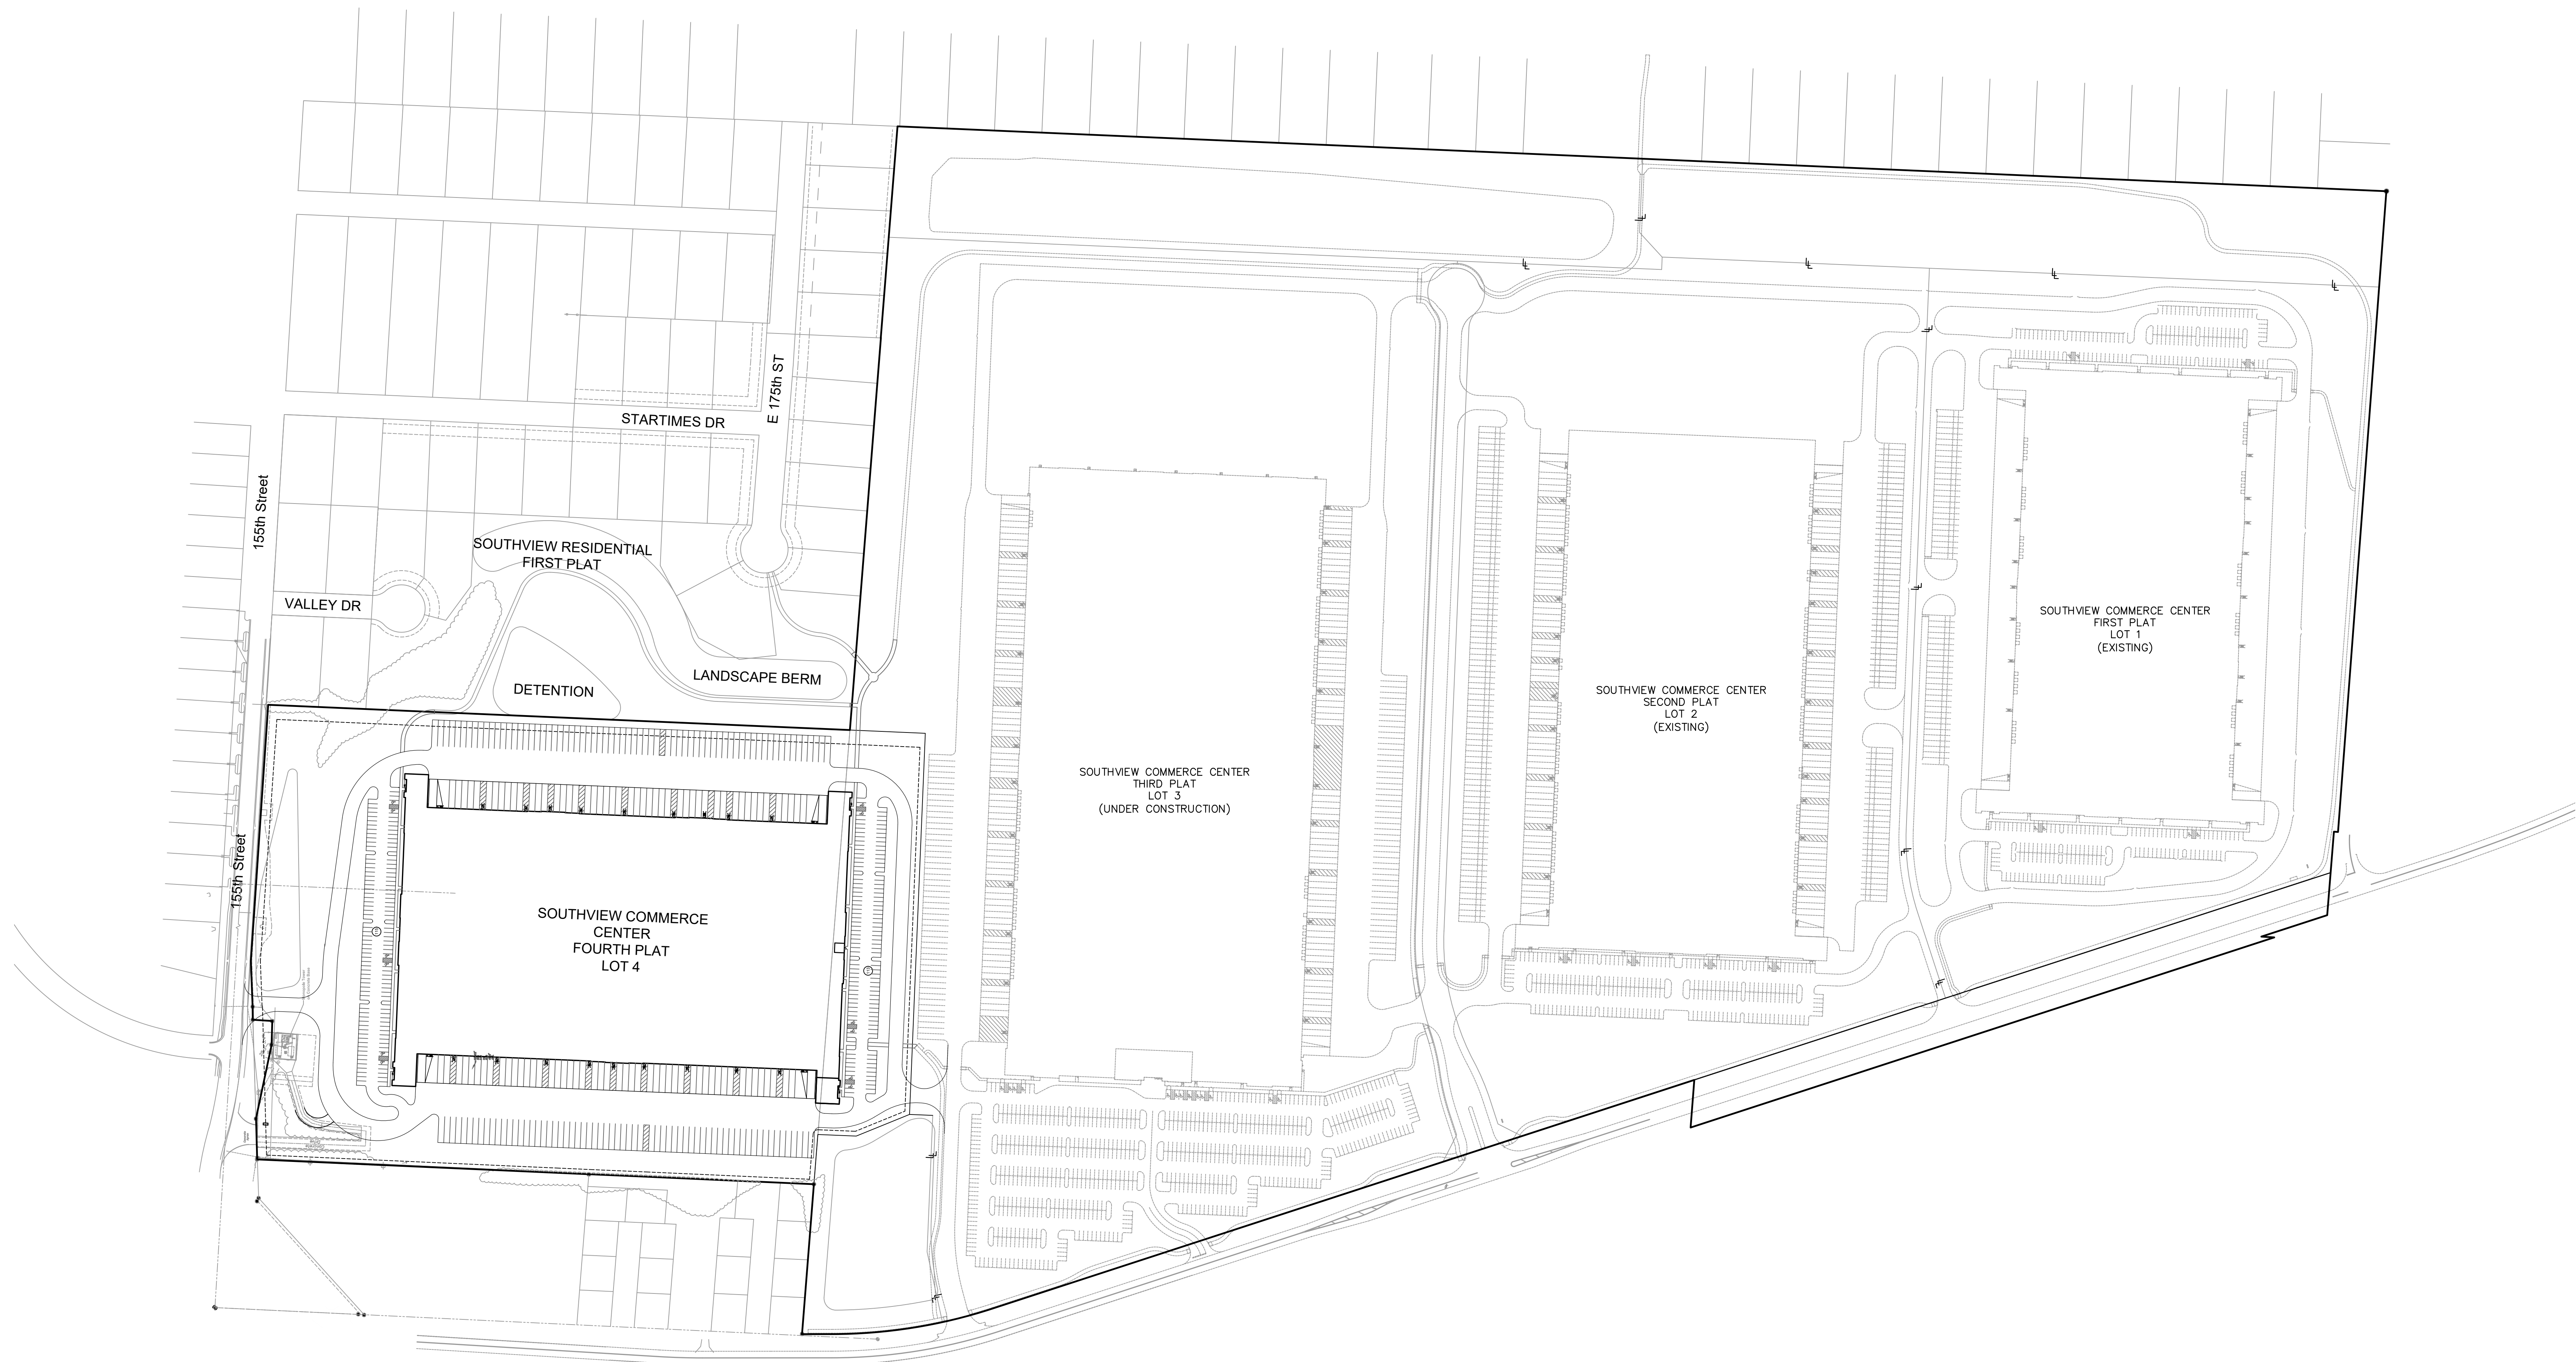 E 175th ST
STARTIMES DR
155th Street
SOUTHVIEW RESIDENTIAL
FIRST PLAT
VALLEY DR
LANDSCAPE BERM
DETENTION
155th Street
SOUTHVIEW COMMERCE
CENTER
FOURTH PLAT
LOT 4
SOUTHVIEW COMMERCE CENTER
THIRD PLAT
LOT 3
(UNDER CONSTRUCTION)
SOUTHVIEW COMMERCE CENTER
SECOND PLAT
LOT 2
(EXISTING)
SOUTHVIEW COMMERCE CENTER
FIRST PLAT
LOT 1
(EXISTING)